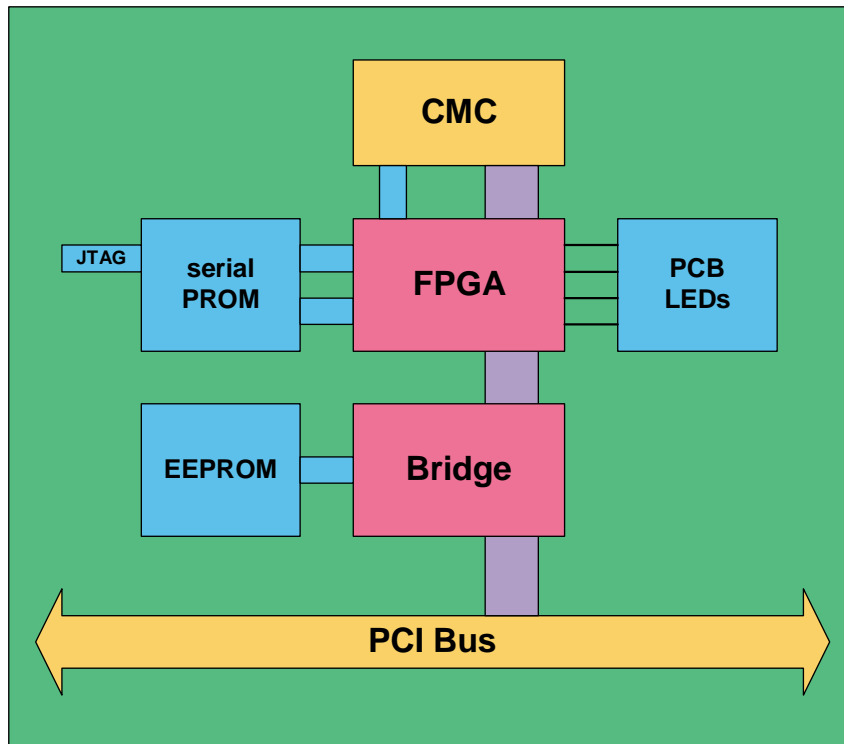 CMC
JTAG
serial
PROM
FPGA
PCB
LEDs
EEPROM
Bridge
PCI Bus